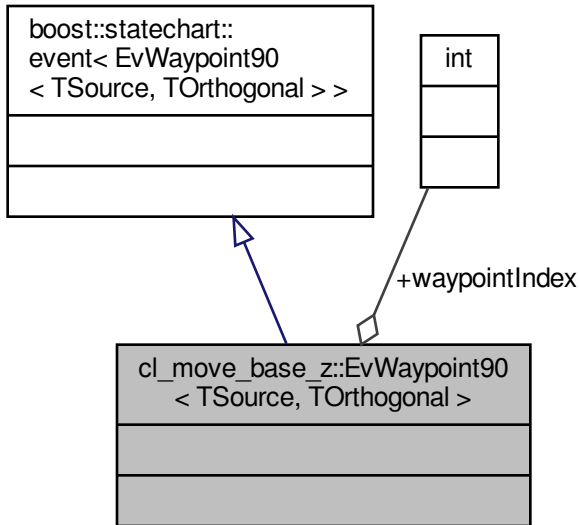 boost::statechart::
event< EvWaypoint90
< TSource, TOrthogonal > >
int
+waypointIndex
cl_move_base_z::EvWaypoint90
< TSource, TOrthogonal >